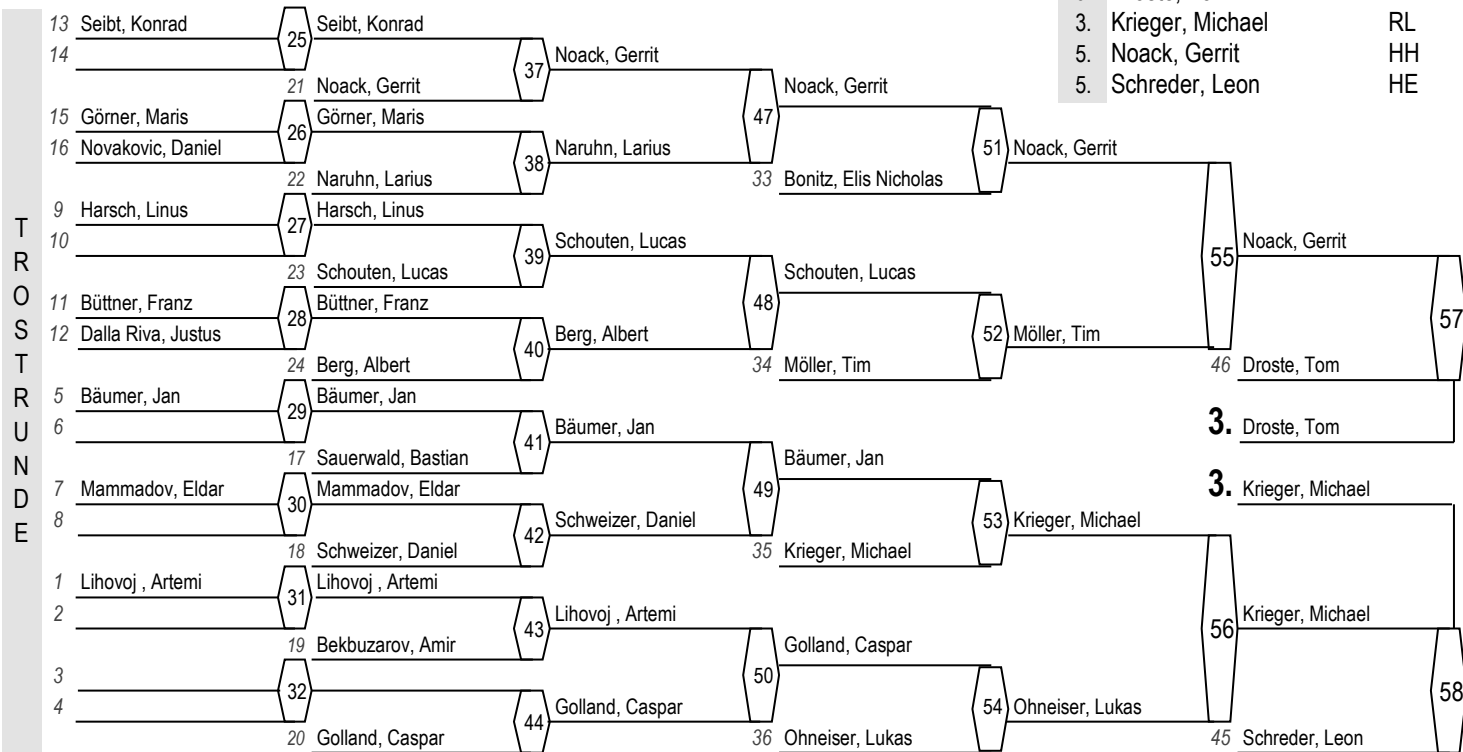 3. Krieger, Michael RL
5. Noack, Gerrit HH
5. Schreder, Leon HE
TROSTRUNDE
13 Seibt, Konrad
14
15 Görner, Maris
16 Novakovic, Daniel
9 Harsch, Linus
10
11 Büttner, Franz
12 Dalla Riva, Justus
5 Bäumer, Jan
6
7 Mammadov, Eldar
8
1 Lihovoj , Artemi
2
3
4
25
26
27
28
29
30
31
32
Seibt, Konrad
21 Noack, Gerrit
Görner, Maris
22 Naruhn, Larius
Harsch, Linus
23 Schouten, Lucas
Büttner, Franz
24 Berg, Albert
Bäumer, Jan
17 Sauerwald, Bastian
Mammadov, Eldar
18 Schweizer, Daniel
Lihovoj , Artemi
19 Bekbuzarov, Amir
20 Golland, Caspar
37
38
39
40
41
42
43
44
Noack, Gerrit
Naruhn, Larius
Schouten, Lucas
Berg, Albert
Bäumer, Jan
Schweizer, Daniel
Lihovoj , Artemi
Golland, Caspar
47
48
49
50
Noack, Gerrit
33 Bonitz, Elis Nicholas
Schouten, Lucas
34 Möller, Tim
Bäumer, Jan
35 Krieger, Michael
Golland, Caspar
36 Ohneiser, Lukas
51
52
53
54
Noack, Gerrit
Möller, Tim
Krieger, Michael
Ohneiser, Lukas
55
56
Noack, Gerrit
46 Droste, Tom
3. Droste, Tom
3. Krieger, Michael
Krieger, Michael
45 Schreder, Leon
57
58